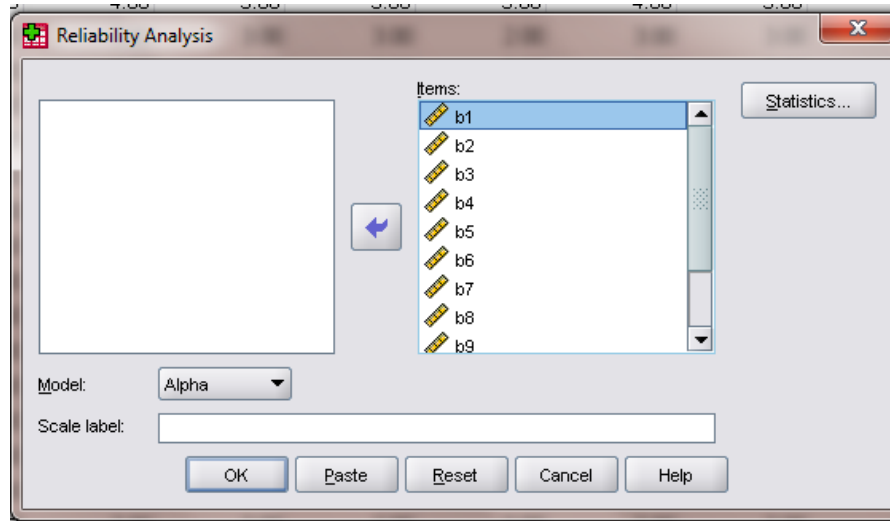 Reliability Analysis
Items:
b1
b2
b3
b4
b5
b6
b7
b8
b9
Statistics...
Model: Alpha
Scale label:
OK Paste Reset Cancel Help